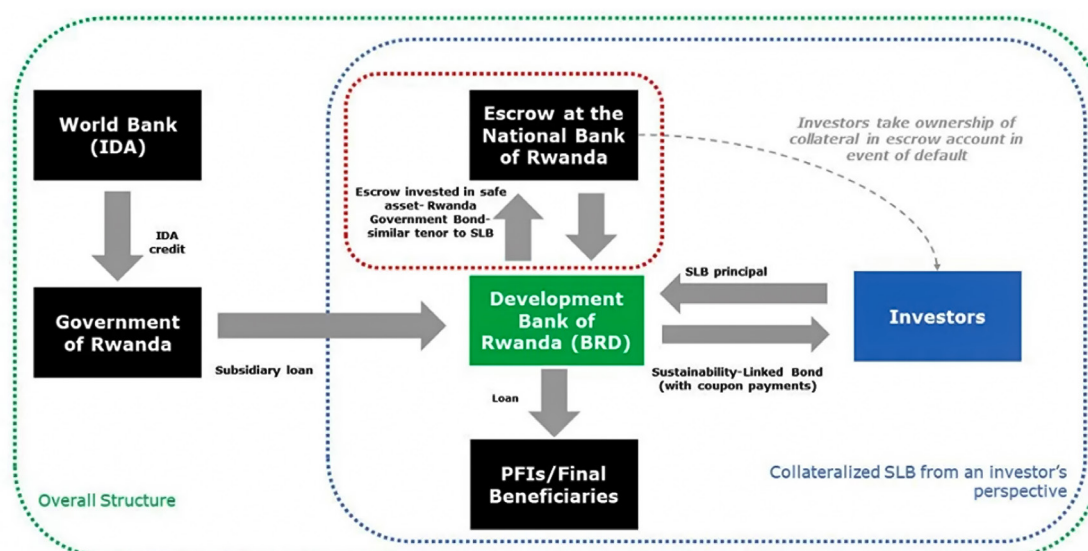 World Bank
(IDA)
Escrow at the
National Bank
of Rwanda
Investors take ownership of
collateral in escrow account in
event of default
Escrow invested in safe
asset- Rwanda
Government Bond-
similar tenor to SLB
IDA
credit
SLB principal
Government
of Rwanda
Development
Bank of
Rwanda (BRD)
Investors
Subsidiary loan
Sustainability-Linked Bond
(with coupon payments)
Loan
PFIs/Final
Beneficiaries
Overall Structure
Collateralized SLB from an investor's
perspective